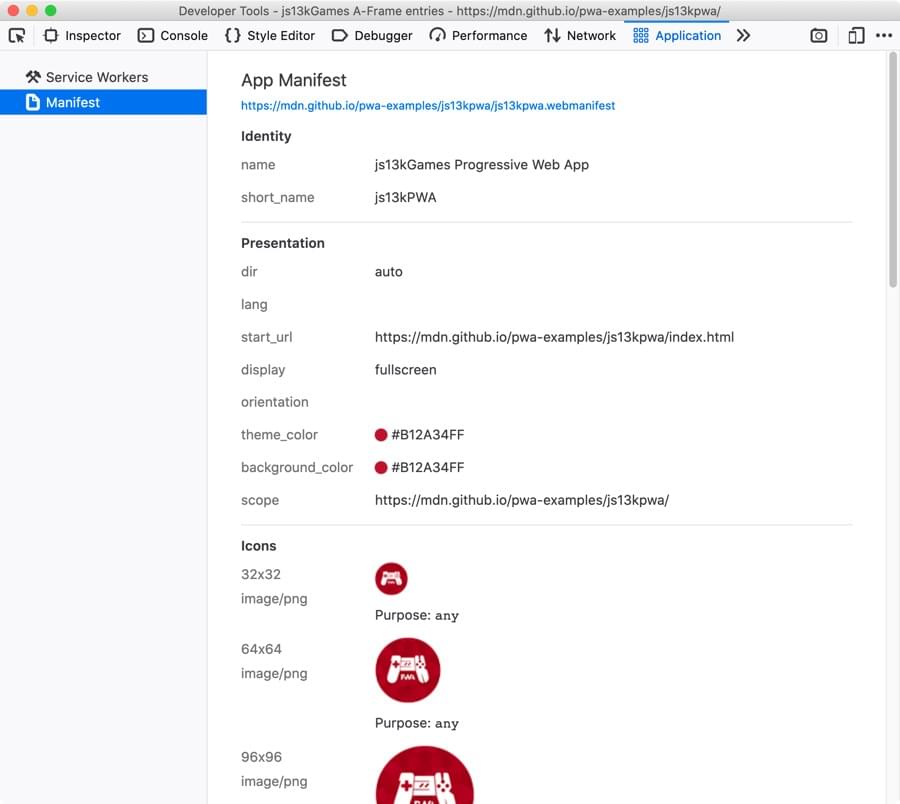 Developer Tools - js13kGames A-Frame entries - https://mdn.github.io/pwa-examples/js13kpwa/
Inspector Console Style Editor Debugger Performance Network Application
Service Workers
Manifest
App Manifest
https://mdn.github.io/pwa-examples/js13kpwa/js13kpwa.webmanifest
Identity
name js13kGames Progressive Web App
short_name js13kPWA
Presentation
dir auto
lang
start_url https://mdn.github.io/pwa-examples/js13kpwa/index.html
display fullscreen
orientation
theme_color #B12A34FF
background_color #B12A34FF
scope https://mdn.github.io/pwa-examples/js13kpwa/
Icons
32x32
image/png
Purpose: any
64x64
image/png
PWA
Purpose: any
96x96
image/png
PWA